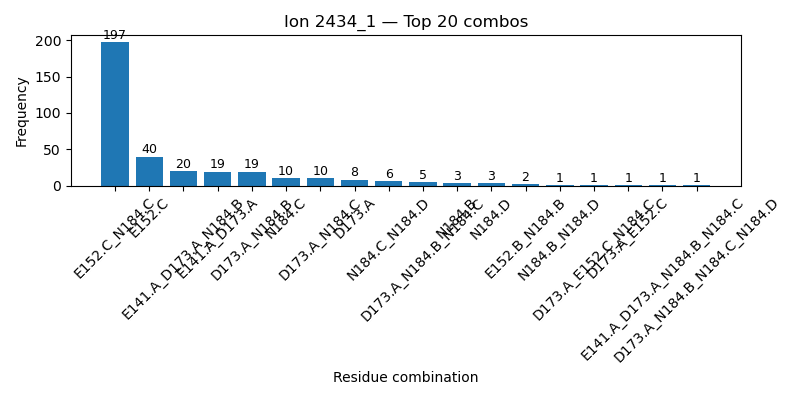 Ion 2434_1 — Top 20 combos
Frequency
200
150
100
50
0
197
40
20
19
19
10
10
8
6
5
3
3
2
1
1
1
1
1
E152.C_N184.C
E152.C
E141.A_D173.A_N184.B
E141.A_D173.A
D173.A_N184.B
N184.C
D173.A_N184.C
D173.A
N184.C_N184.D
D173.A_N184.B_N184.C
N184.B
N184.D
E152.B_N184.B
N184.B_N184.D
D173.A_E152.C_N184.C
D173.A_E152.C
E141.A_D173.A_N184.B_N184.C
D173.A_N184.B_N184.C_N184.D
Residue combination